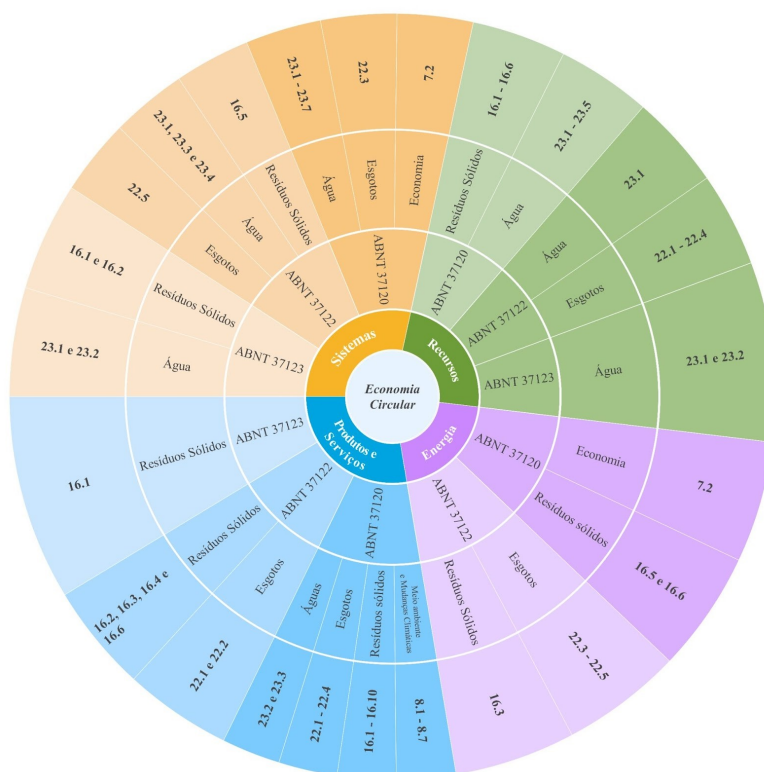 Economia
Circular
Recursos
ABNT 37120
Resíduos Sólidos
16.1 - 16.6
Água
23.1 - 23.5
ABNT 37122
Água
23.1
Esgotos
22.1 - 22.4
ABNT 37123
Água
23.1 e 23.2
Energia
ABNT 37120
Economia
7.2
Resíduos sólidos
16.5 e 16.6
ABNT 37122
Esgotos
22.3 - 22.5
Resíduos Sólidos
16.3
Produtos e
Serviços
ABNT 37120
Meio ambiente
e Mudanças Climáticas
8.1 - 8.7
Resíduos sólidos
16.1 - 16.10
Esgotos
22.1 - 22.4
Águas
23.2 e 23.3
ABNT 37122
Esgotos
22.1 e 22.2
Resíduos Sólidos
16.2, 16.3, 16.4 e
16.6
ABNT 37123
Resíduos Sólidos
16.1
Sistemas
ABNT 37123
Água
23.1 e 23.2
Resíduos Sólidos
16.1 e 16.2
ABNT 37122
Esgotos
22.5
Água
23.1, 23.3 e 23.4
Resíduos Sólidos
16.5
ABNT 37120
Água
23.1 - 23.7
Esgotos
22.3
Economia
7.2